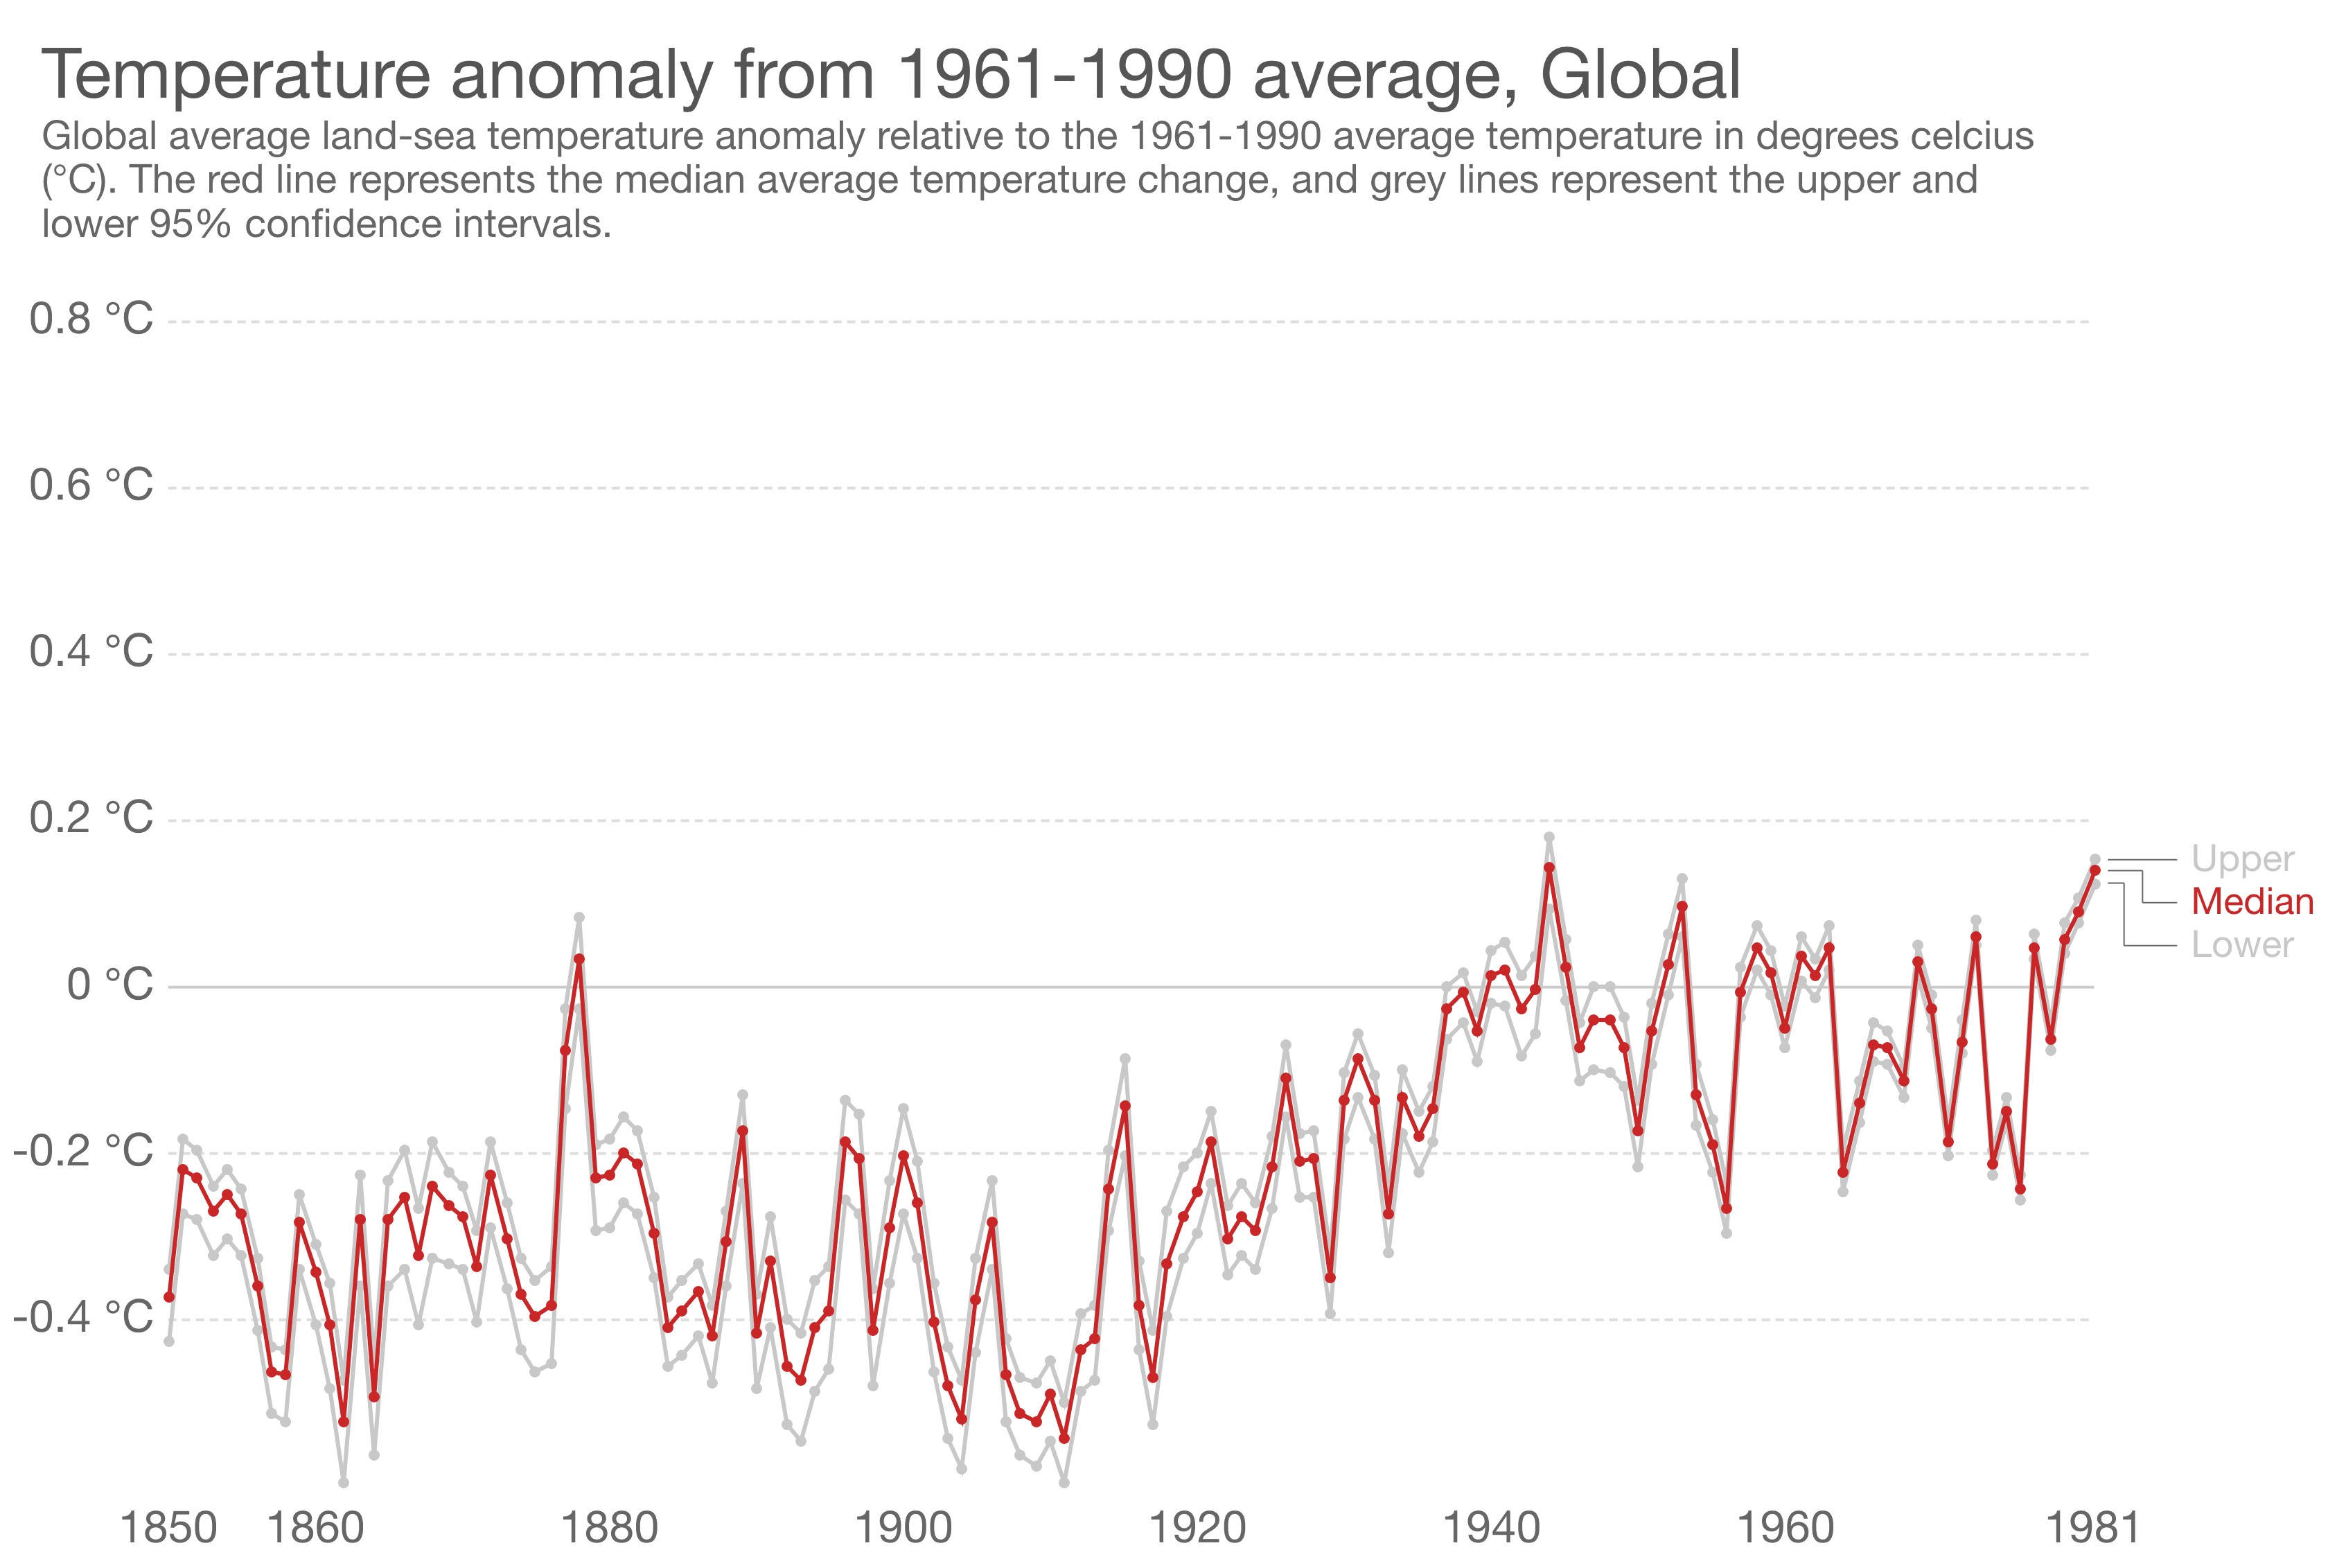 Temperature anomaly from 1961-1990 average, Global
Global average land-sea temperature anomaly relative to the 1961-1990 average temperature in degrees celcius
(°C). The red line represents the median average temperature change, and grey lines represent the upper and
lower 95% confidence intervals.
0.8 °C
0.6 °C
0.4 °C
0.2 °C
0 °C
-0.2 °C
-0.4 °C
Upper
Median
Lower
1850 1860 1880 1900 1920 1940 1960 1981